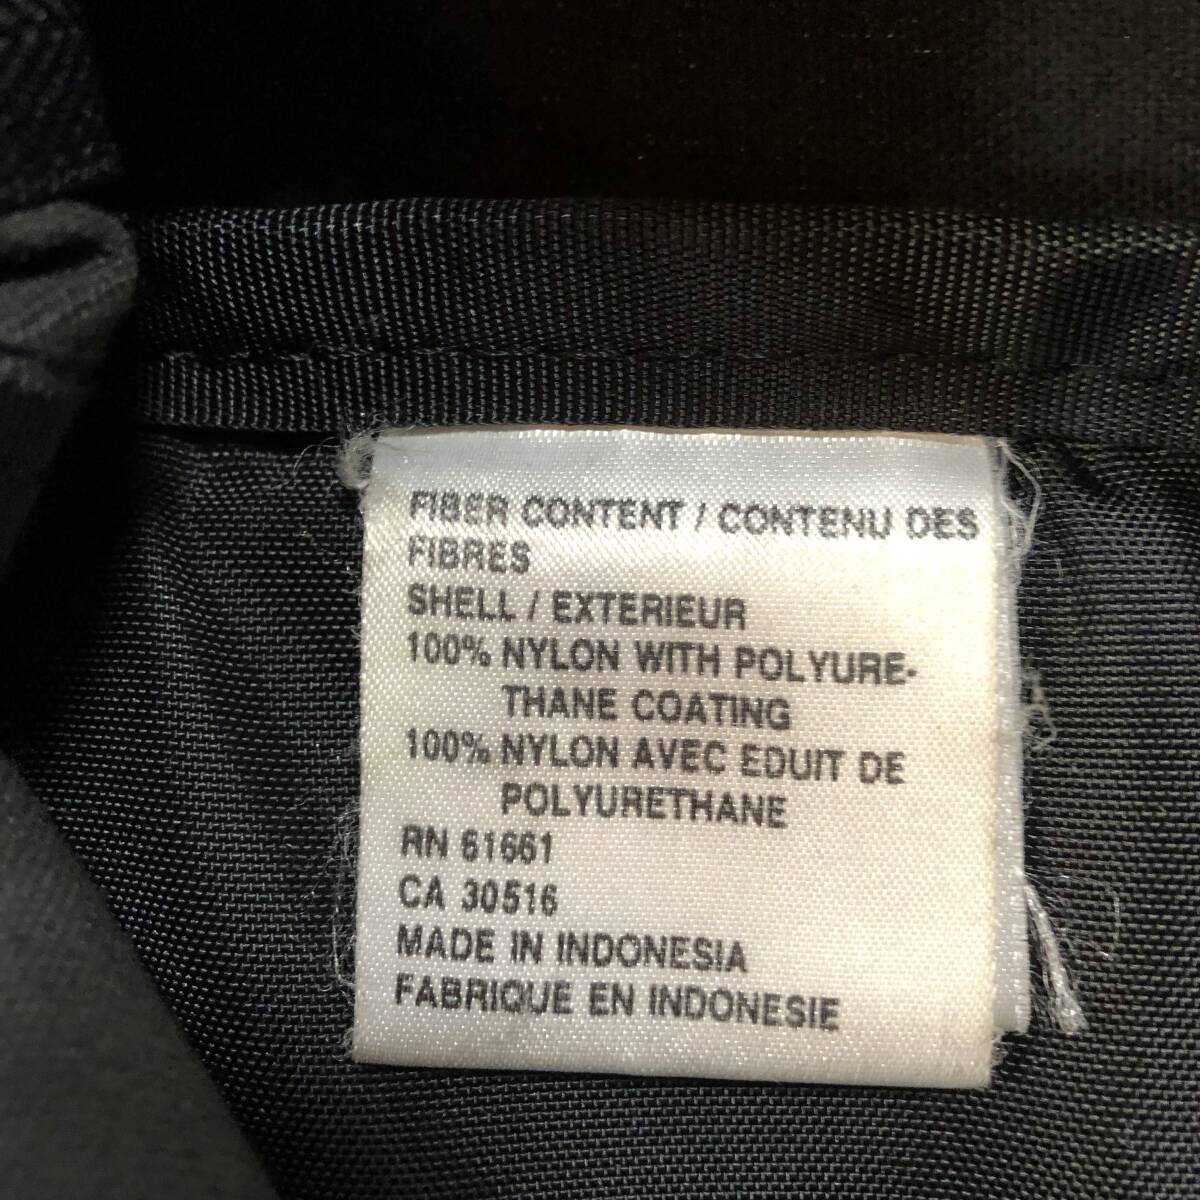 FIBER CONTENT / CONTENU DES
FIBRES
SHELL / EXTERIEUR
100% NYLON WITH POLYURE-
THANE COATING
100% NYLON AVEC EDUIT DE
POLYURETHANE
RN 61661
CA 30516
MADE IN INDONESIA
FABRIQUE EN INDONESIE